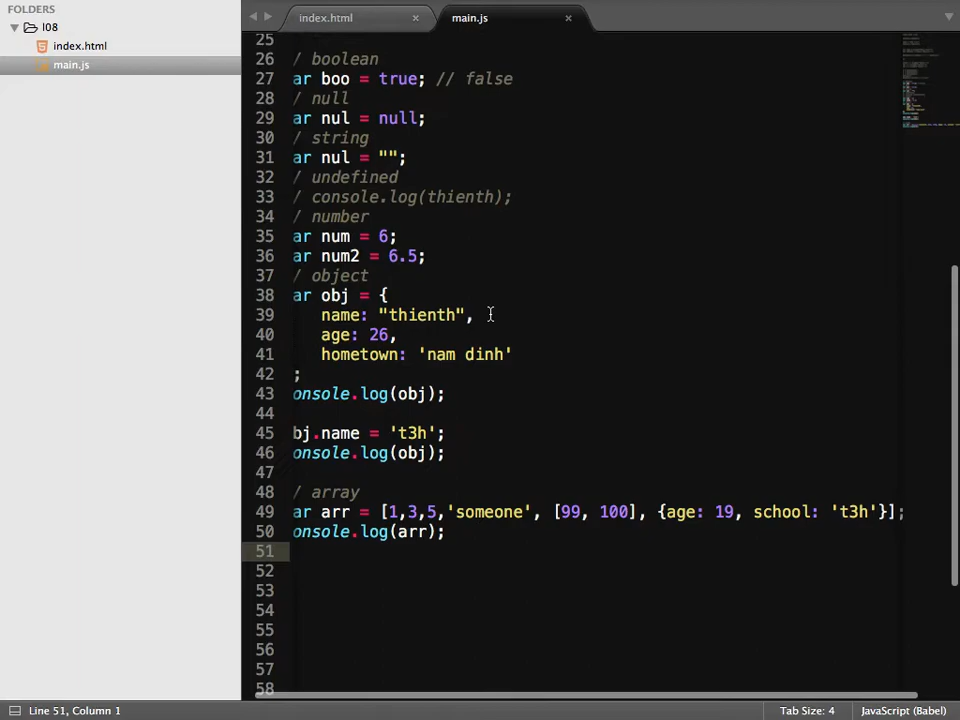 FOLDERS
l08
index.html
main.js
index.html ×
main.js ×
25
26 / boolean
27 ar boo = true; // false
28 / null
29 ar nul = null;
30 / string
31 ar nul = "";
32 / undefined
33 / console.log(thienth);
34 / number
35 ar num = 6;
36 ar num2 = 6.5;
37 / object
38 ar obj = {
39 name: "thienth",
40 age: 26,
41 hometown: 'nam dinh'
42 ;
43 onsole.log(obj);
44
45 bj.name = 't3h';
46 onsole.log(obj);
47
48 / array
49 ar arr = [1,3,5,'someone', [99, 100], {age: 19, school: 't3h'}];
50 onsole.log(arr);
51
52
53
54
55
56
57
58
Line 51, Column 1
Tab Size: 4
JavaScript (Babel)